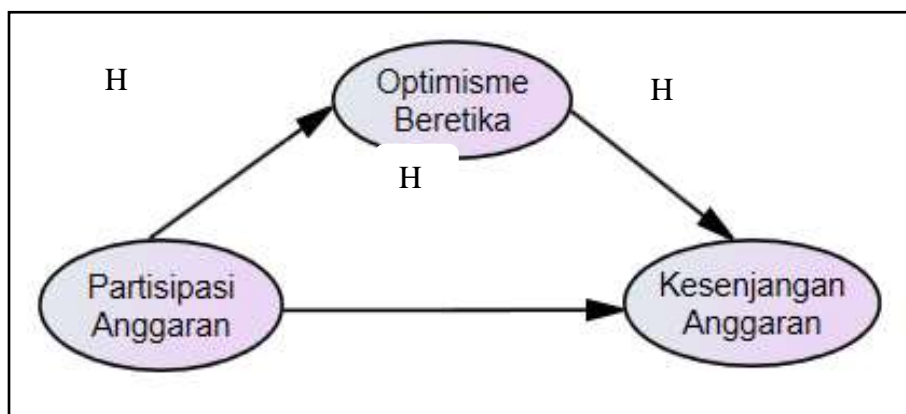 H
Optimisme
Beretika
H
H
Partisipasi
Anggaran
Kesenjangan
Anggaran